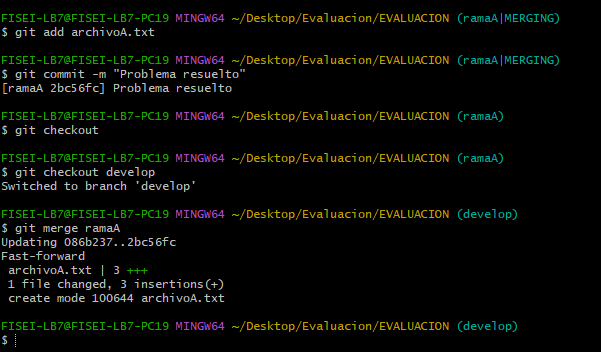 FISEI-LB7@FISEI-LB7-PC19 MINGW64 ~/Desktop/Evaluacion/EVALUACION (ramaA|MERGING)
$ git add archivoA.txt
FISEI-LB7@FISEI-LB7-PC19 MINGW64 ~/Desktop/Evaluacion/EVALUACION (ramaA|MERGING)
$ git commit -m "Problema resuelto"
[ramaA 2bc56fc] Problema resuelto
FISEI-LB7@FISEI-LB7-PC19 MINGW64 ~/Desktop/Evaluacion/EVALUACION (ramaA)
$ git checkout
FISEI-LB7@FISEI-LB7-PC19 MINGW64 ~/Desktop/Evaluacion/EVALUACION (ramaA)
$ git checkout develop
Switched to branch 'develop'
FISEI-LB7@FISEI-LB7-PC19 MINGW64 ~/Desktop/Evaluacion/EVALUACION (develop)
$ git merge ramaA
Updating 086b237..2bc56fc
Fast-forward
archivoA.txt | 3 +++
1 file changed, 3 insertions(+)
create mode 100644 archivoA.txt
FISEI-LB7@FISEI-LB7-PC19 MINGW64 ~/Desktop/Evaluacion/EVALUACION (develop)
$